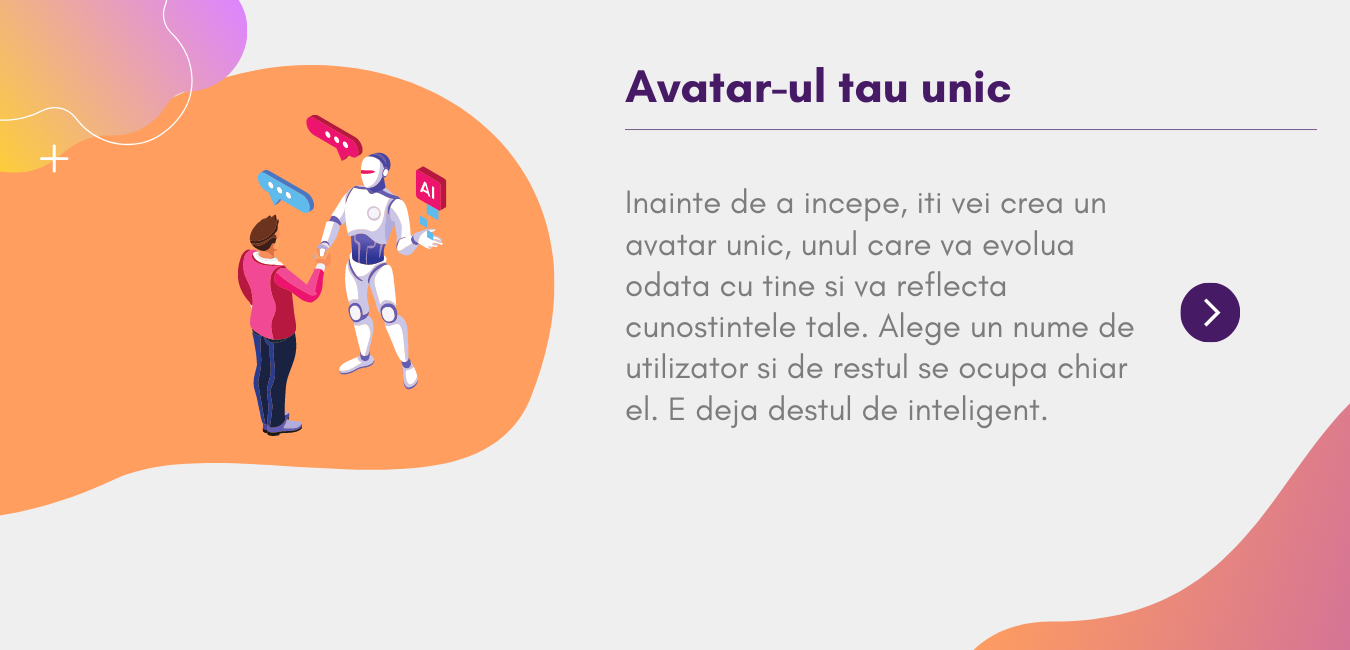 Avatar-ul tau unic
AI
Inainte de a incepe, iti vei crea un
avatar unic, unul care va evolua
odata cu tine si va reflecta
cunostintele tale. Alege un nume de
utilizator si de restul se ocupa chiar
el. E deja destul de inteligent.